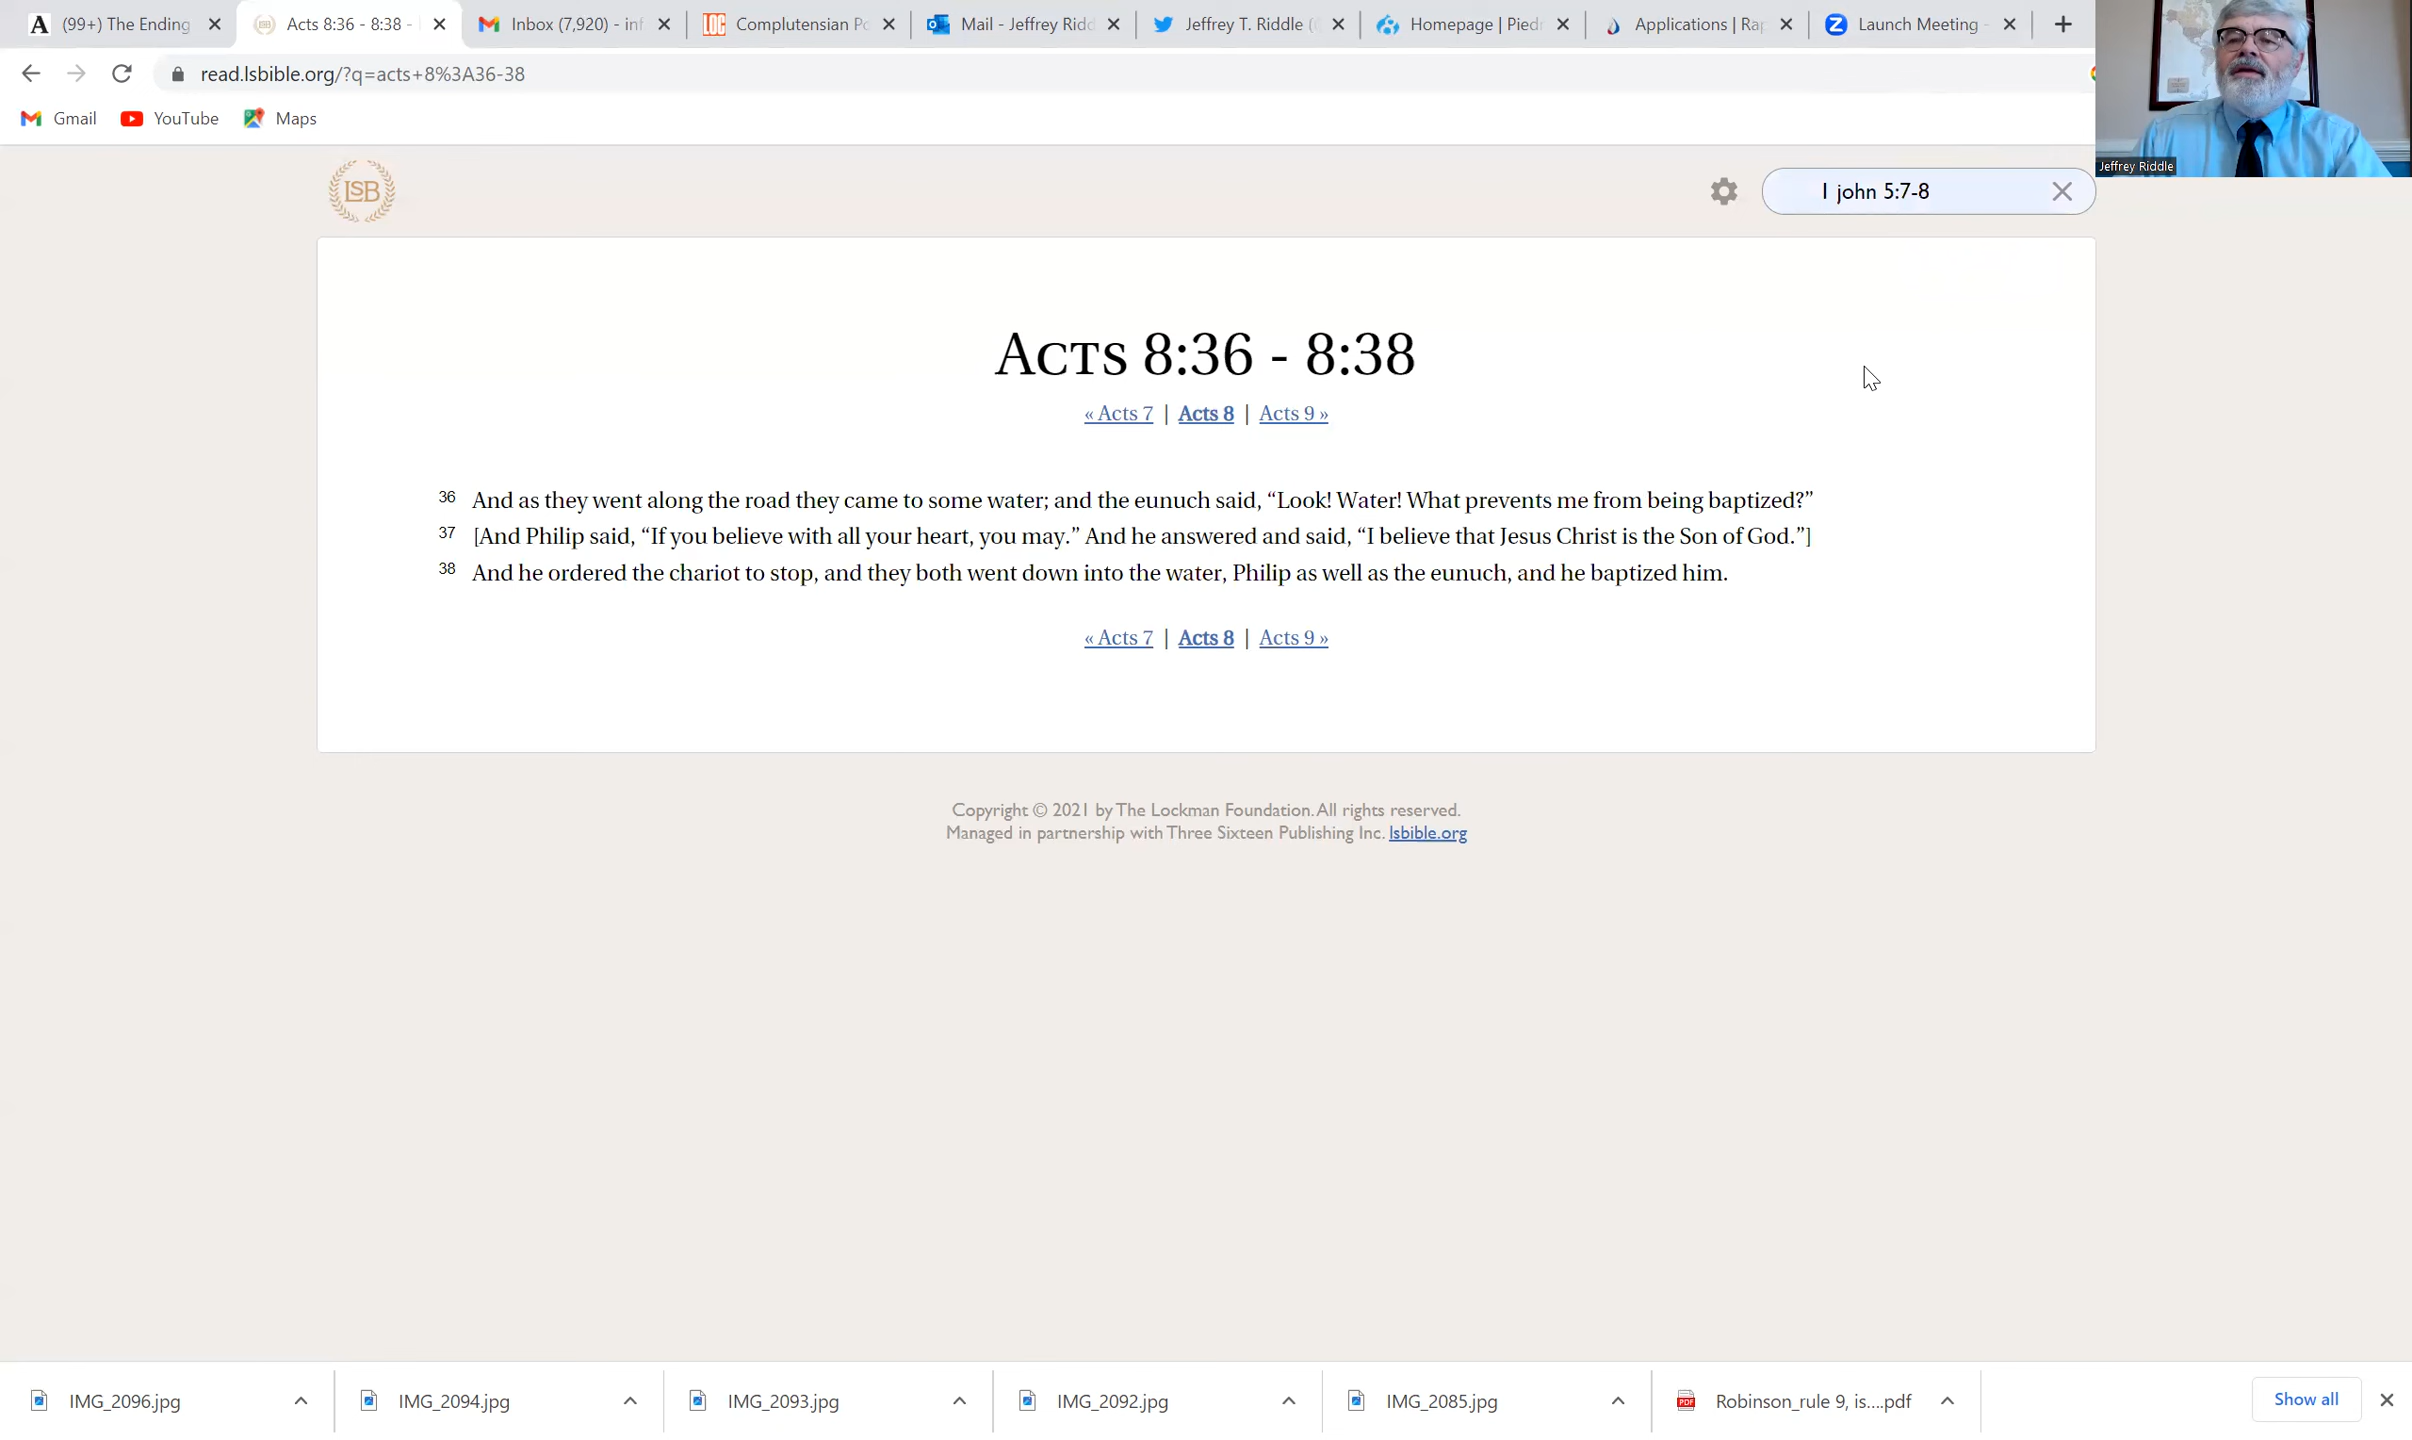 (99+) The Ending
Acts 8:36 - 8:38 -
Inbox (7,920) - inf
Complutensian Po
Mail - Jeffrey Ridd
Jeffrey T. Riddle (
Homepage | Pied
Applications | Rap
Launch Meeting -
read.lsbible.org/?q=acts+8%3A36-38
Gmail
YouTube
Maps
Jeffrey Riddle
LSB
1 john 5:7-8
Acts 8:36 - 8:38
« Acts 7 | Acts 8 | Acts 9 »
36 And as they went along the road they came to some water; and the eunuch said, “Look! Water! What prevents me from being baptized?”
37 [And Philip said, “If you believe with all your heart, you may.” And he answered and said, “I believe that Jesus Christ is the Son of God.”]
38 And he ordered the chariot to stop, and they both went down into the water, Philip as well as the eunuch, and he baptized him.
« Acts 7 | Acts 8 | Acts 9 »
Copyright © 2021 by The Lockman Foundation. All rights reserved.
Managed in partnership with Three Sixteen Publishing Inc. lsbible.org
IMG_2096.jpg
IMG_2094.jpg
IMG_2093.jpg
IMG_2092.jpg
IMG_2085.jpg
Robinson_rule 9, is....pdf
Show all